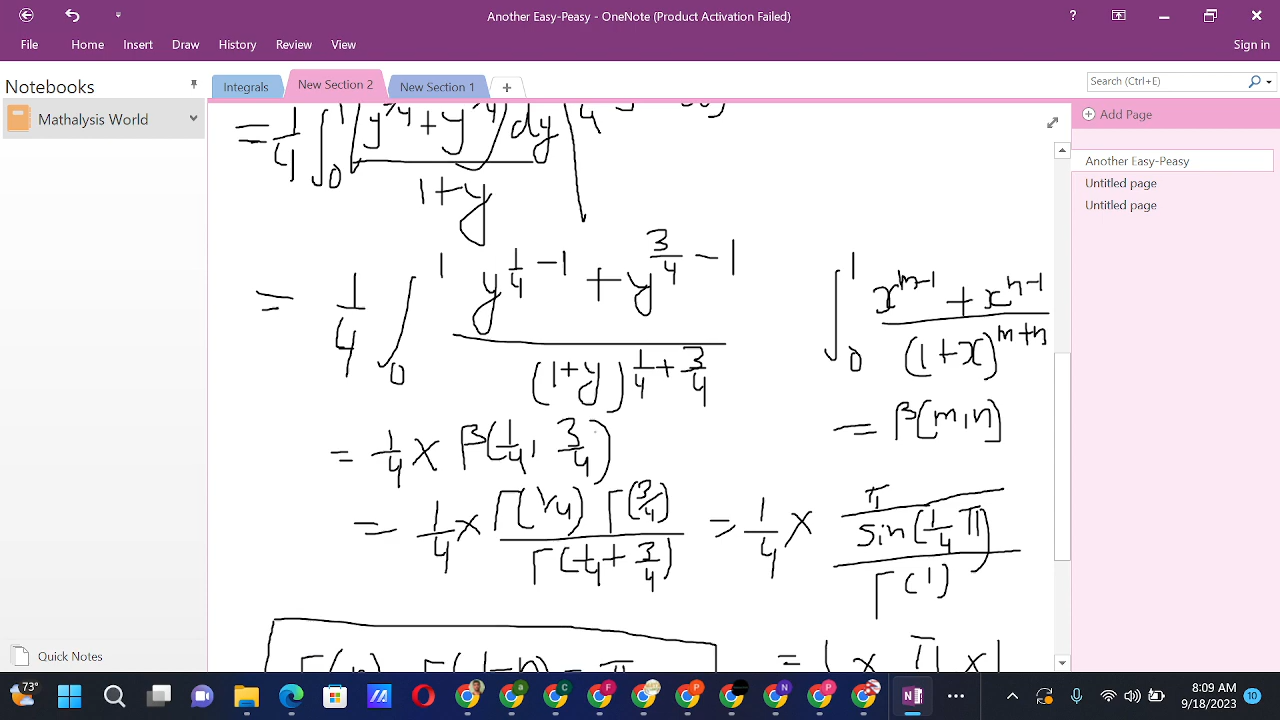 Another Easy-Peasy - OneNote (Product Activation Failed)
?
File Home Insert Draw History Review View
Sign in
Notebooks
Integrals New Section 2 New Section 1 +
Search (Ctrl+E)
Mathalysis World
Add Page
Another Easy-Peasy
Untitled page
Untitled page
= 1/4 ∫₀¹ dy
1+y
= 1/4 ∫₀¹ (y^(1/4 − 1) + y^(3/4 − 1)) / (1+y)^(1/4 + 3/4)
∫₀¹ (x^(m-1) + x^(n-1)) / (1+x)^(m+n)
= β(m,n)
= 1/4 × β(1/4, 3/4)
= 1/4 × Γ(1/4) Γ(3/4) / Γ(1/4 + 3/4) = 1/4 × (π / sin(1/4 π)) / Γ(1)
Γ(n) Γ(1-n) = π
= 1 × π × 1
Quick Notes
73°
8:09 AM
9/18/2023
10